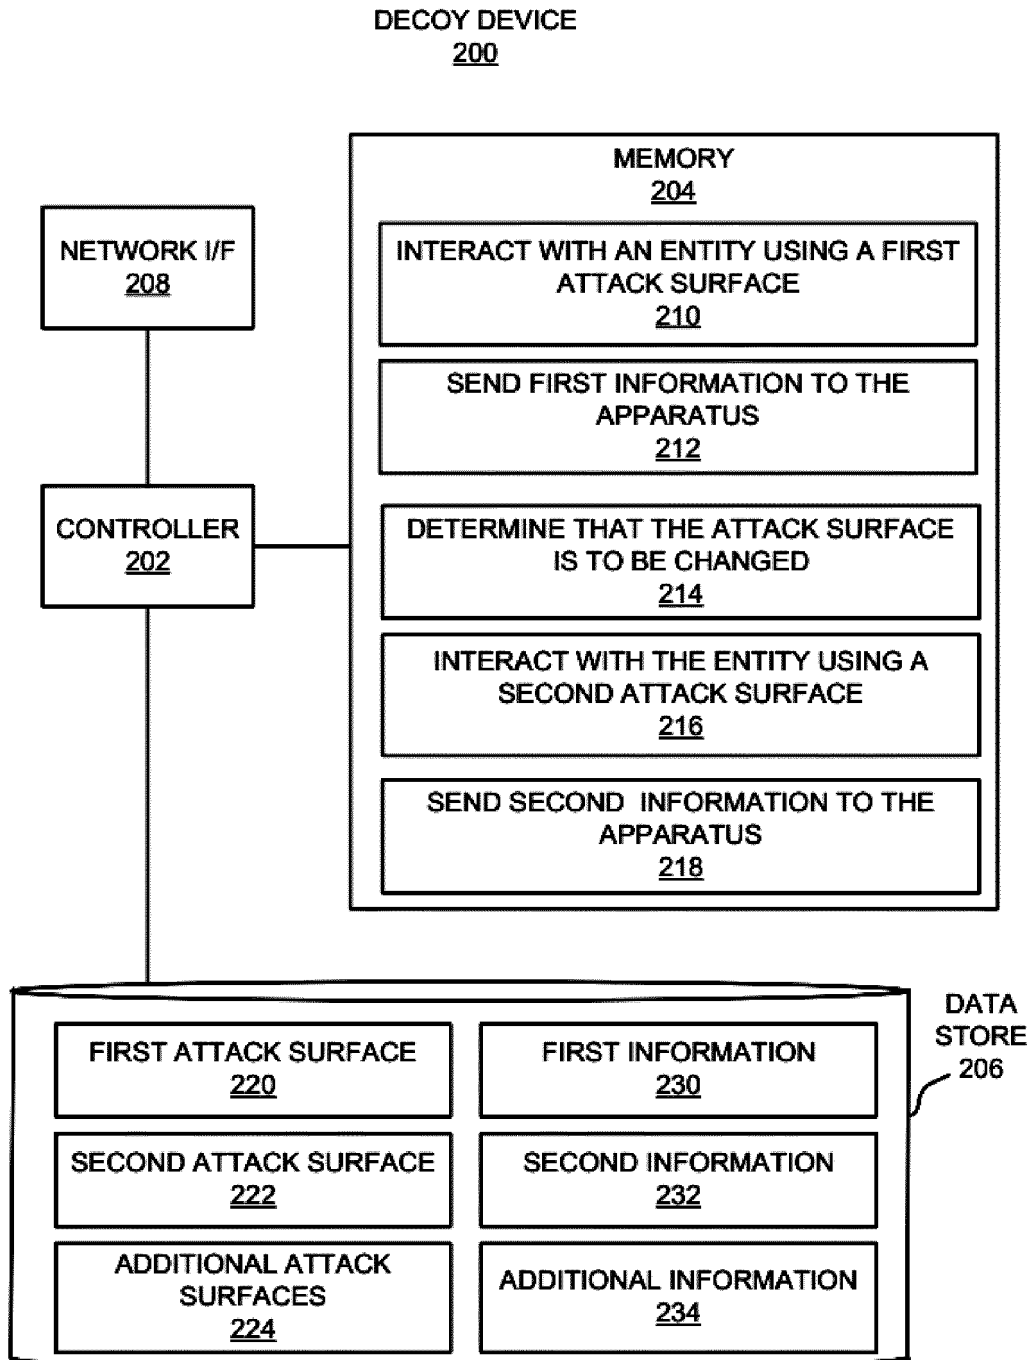 DECOY DEVICE
200
MEMORY
204
NETWORK I/F
208
INTERACT WITH AN ENTITY USING A FIRST
ATTACK SURFACE
210
SEND FIRST INFORMATION TO THE
APPARATUS
212
CONTROLLER
202
DETERMINE THAT THE ATTACK SURFACE
IS TO BE CHANGED
214
INTERACT WITH THE ENTITY USING A
SECOND ATTACK SURFACE
216
SEND SECOND INFORMATION TO THE
APPARATUS
218
DATA
STORE
206
FIRST ATTACK SURFACE
220
FIRST INFORMATION
230
SECOND ATTACK SURFACE
222
SECOND INFORMATION
232
ADDITIONAL ATTACK
SURFACES
224
ADDITIONAL INFORMATION
234